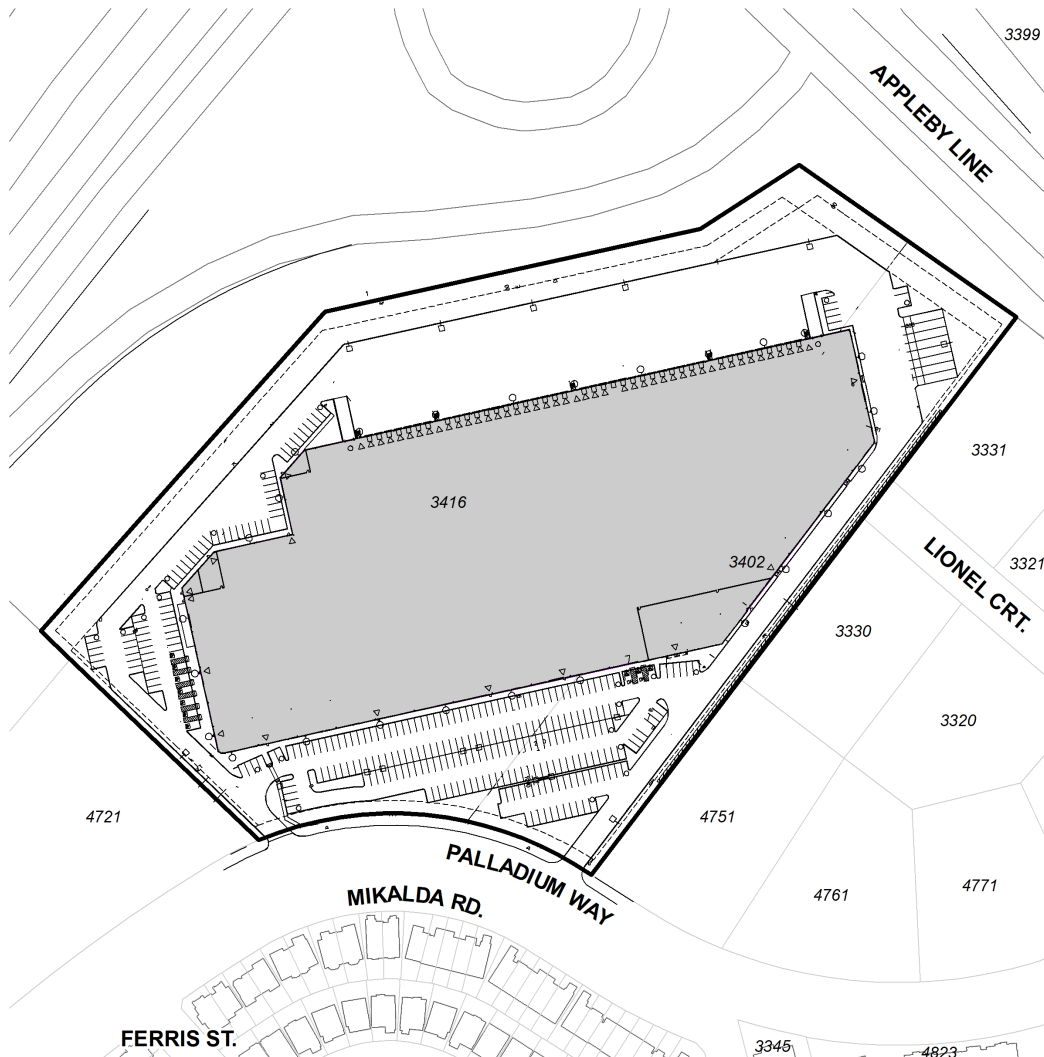 3399
APPLEBY LINE
3331
3416
LIONEL CRT.
3321
3402
3330
3320
4721
4751
PALLADIUM WAY
MIKALDA RD.
4761
4771
FERRIS ST.
3345
4823